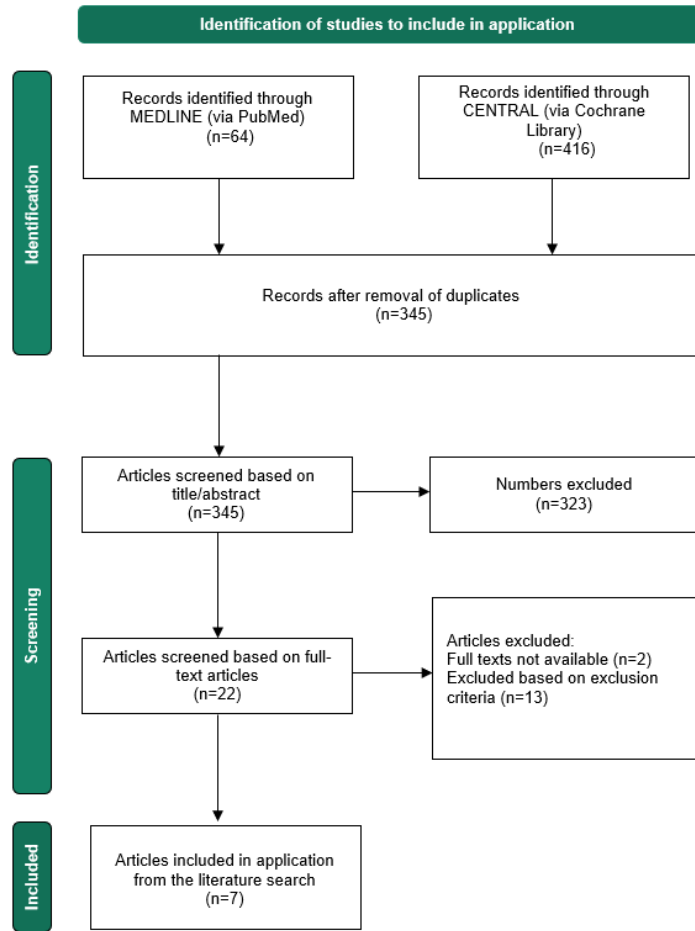 Identification of studies to include in application
Identification
Records identified through
MEDLINE (via PubMed)
(n=64)
Records identified through
CENTRAL (via Cochrane
Library)
(n=416)
Records after removal of duplicates
(n=345)
Screening
Articles screened based on
title/abstract
(n=345)
Numbers excluded
(n=323)
Articles screened based on full-
text articles
(n=22)
Articles excluded:
Full texts not available (n=2)
Excluded based on exclusion
criteria (n=13)
Included
Articles included in application
from the literature search
(n=7)